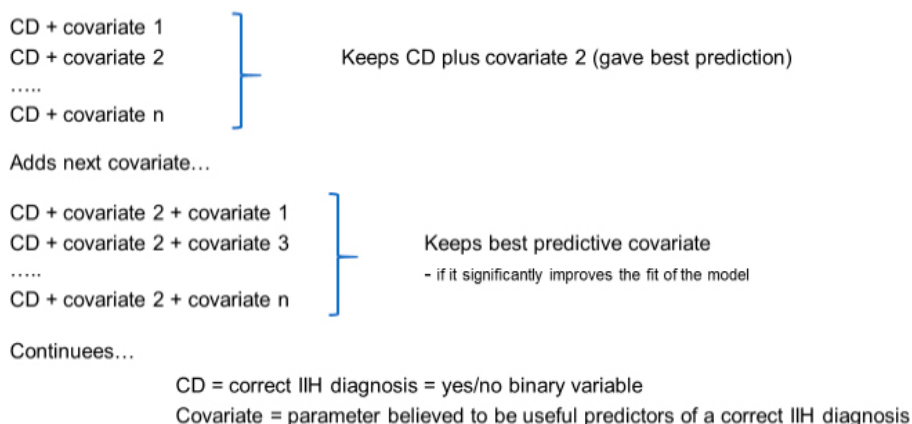 CD + covariate 1
CD + covariate 2
.....
CD + covariate n
Keeps CD plus covariate 2 (gave best prediction)
Adds next covariate...
CD + covariate 2 + covariate 1
CD + covariate 2 + covariate 3
.....
CD + covariate 2 + covariate n
Keeps best predictive covariate
- if it significantly improves the fit of the model
Continuees...
CD = correct IIH diagnosis = yes/no binary variable
Covariate = parameter believed to be useful predictors of a correct IIH diagnosis